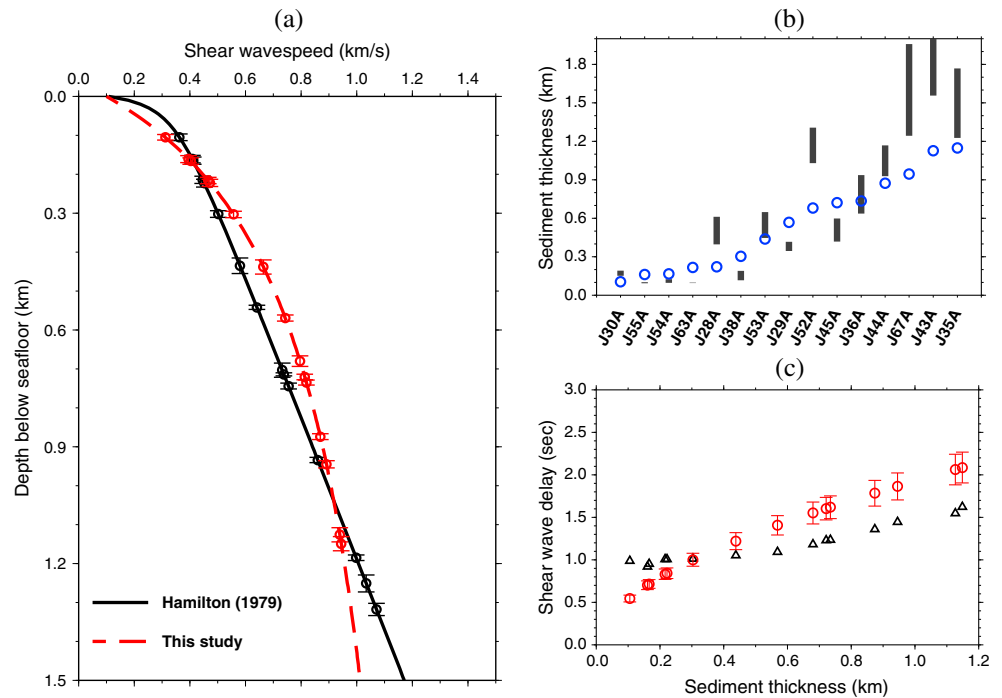 (a)
Shear wavespeed (km/s)
0.0 0.2 0.4 0.6 0.8 1.0 1.2 1.4
0.0
0.3
0.6
0.9
1.2
1.5
Depth below seafloor (km)
Hamilton (1979)
This study
(b)
Sediment thickness (km)
1.8
1.5
1.2
0.9
0.6
0.3
0.0
J30A
J55A
J54A
J63A
J28A
J38A
J53A
J29A
J52A
J45A
J36A
J44A
J67A
J43A
J35A
(c)
Shear wave delay (sec)
3.0
2.5
2.0
1.5
1.0
0.5
0.0
0.0 0.2 0.4 0.6 0.8 1.0 1.2
Sediment thickness (km)